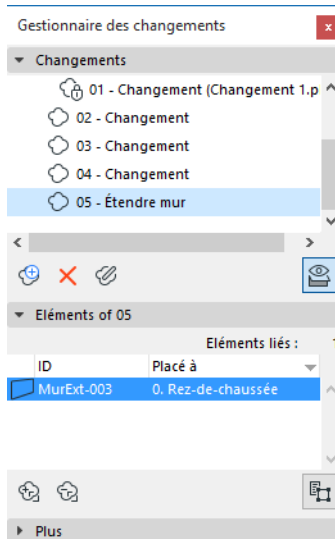 Gestionnaire des changements
x
Changements
01 - Changement (Changement 1.p
02 - Changement
03 - Changement
04 - Changement
05 - Étendre mur
Eléments of 05
Eléments liés :
ID Placé à
MurExt-003 0. Rez-de-chaussée
Plus